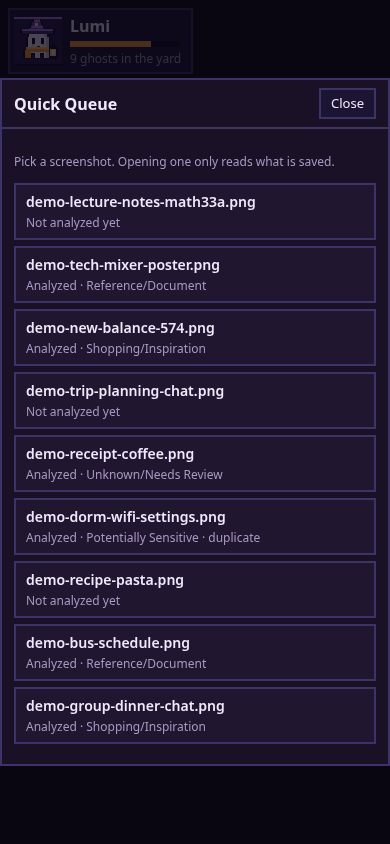 Lumi
9 ghosts in the yard
Quick Queue
Close
Pick a screenshot. Opening one only reads what is saved.
demo-lecture-notes-math33a.png
Not analyzed yet
demo-tech-mixer-poster.png
Analyzed · Reference/Document
demo-new-balance-574.png
Analyzed · Shopping/Inspiration
demo-trip-planning-chat.png
Not analyzed yet
demo-receipt-coffee.png
Analyzed · Unknown/Needs Review
demo-dorm-wifi-settings.png
Analyzed · Potentially Sensitive · duplicate
demo-recipe-pasta.png
Not analyzed yet
demo-bus-schedule.png
Analyzed · Reference/Document
demo-group-dinner-chat.png
Analyzed · Shopping/Inspiration